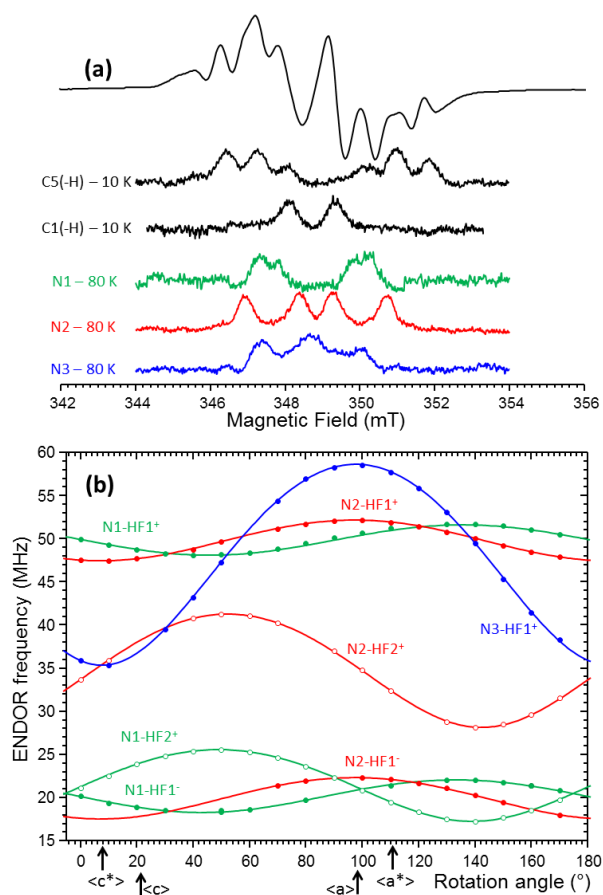 (a)
C5(-H) – 10 K
C1(-H) – 10 K
N1 – 80 K
N2 – 80 K
N3 – 80 K
342 344 346 348 350 352 354 356
Magnetic Field (mT)
(b)
60
55
50
45
40
35
30
25
20
15
ENDOR frequency (MHz)
N1-HF1⁺
N2-HF1⁺
N3-HF1⁺
N2-HF2⁺
N1-HF2⁺
N2-HF1⁻
N1-HF1⁻
0 20 40 60 80 100 120 140 160 180
<c*> <c> <a> <a*> Rotation angle (°)